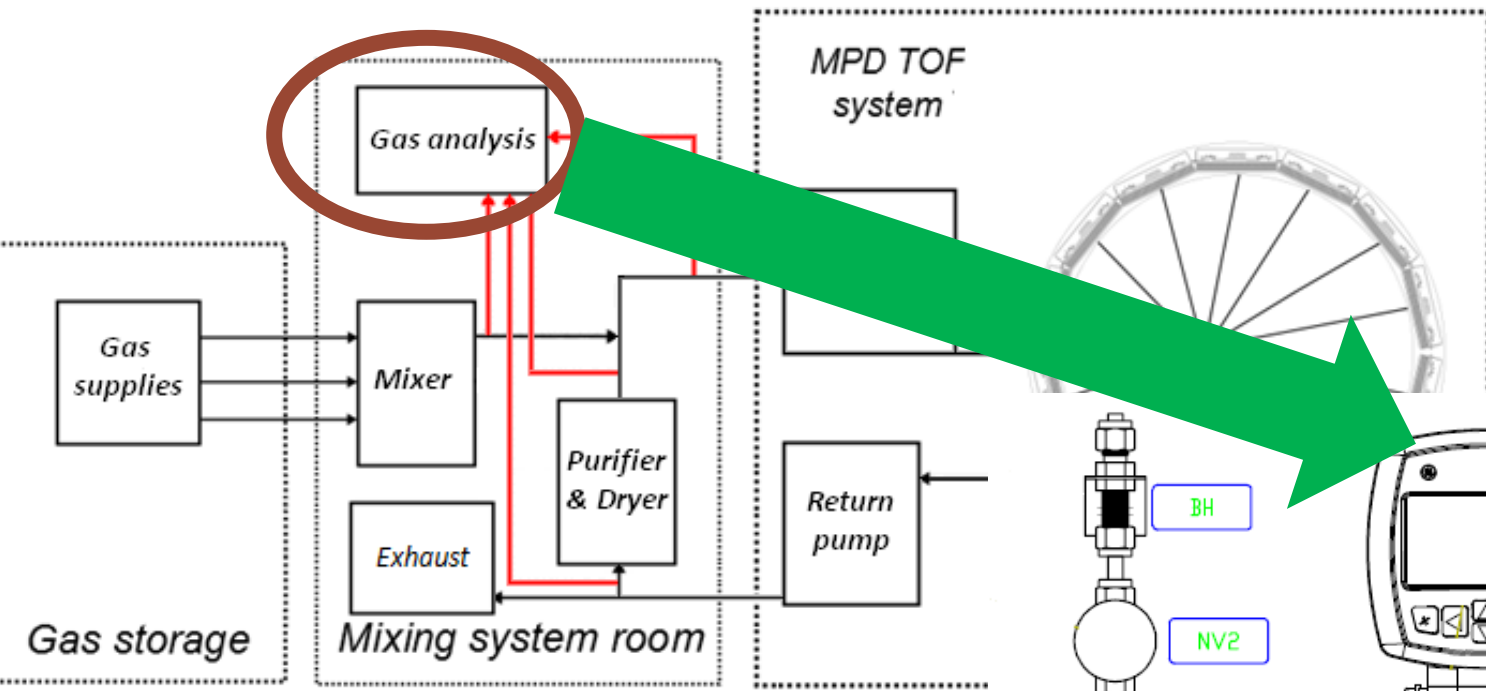 MPD TOF
system
Gas analysis
Gas
supplies
Mixer
Purifier
& Dryer
Return
pump
Exhaust
BH
NV2
Gas storage
Mixing system room